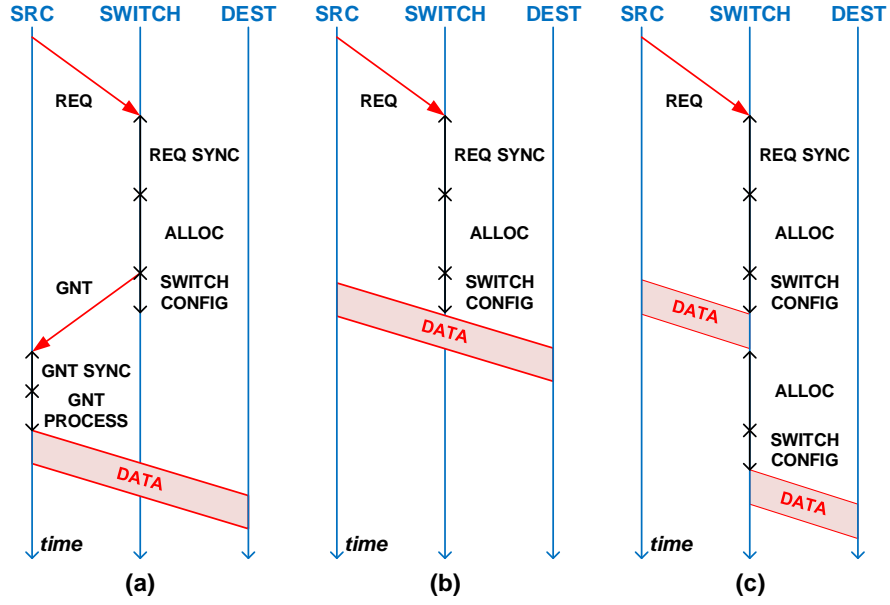 SRC SWITCH DEST
REQ
REQ SYNC
ALLOC
GNT
SWITCH
CONFIG
GNT SYNC
GNT
PROCESS
DATA
time
(a)
SRC SWITCH DEST
REQ
REQ SYNC
ALLOC
SWITCH
CONFIG
DATA
time
(b)
SRC SWITCH DEST
REQ
REQ SYNC
ALLOC
SWITCH
CONFIG
DATA
ALLOC
SWITCH
CONFIG
DATA
time
(c)